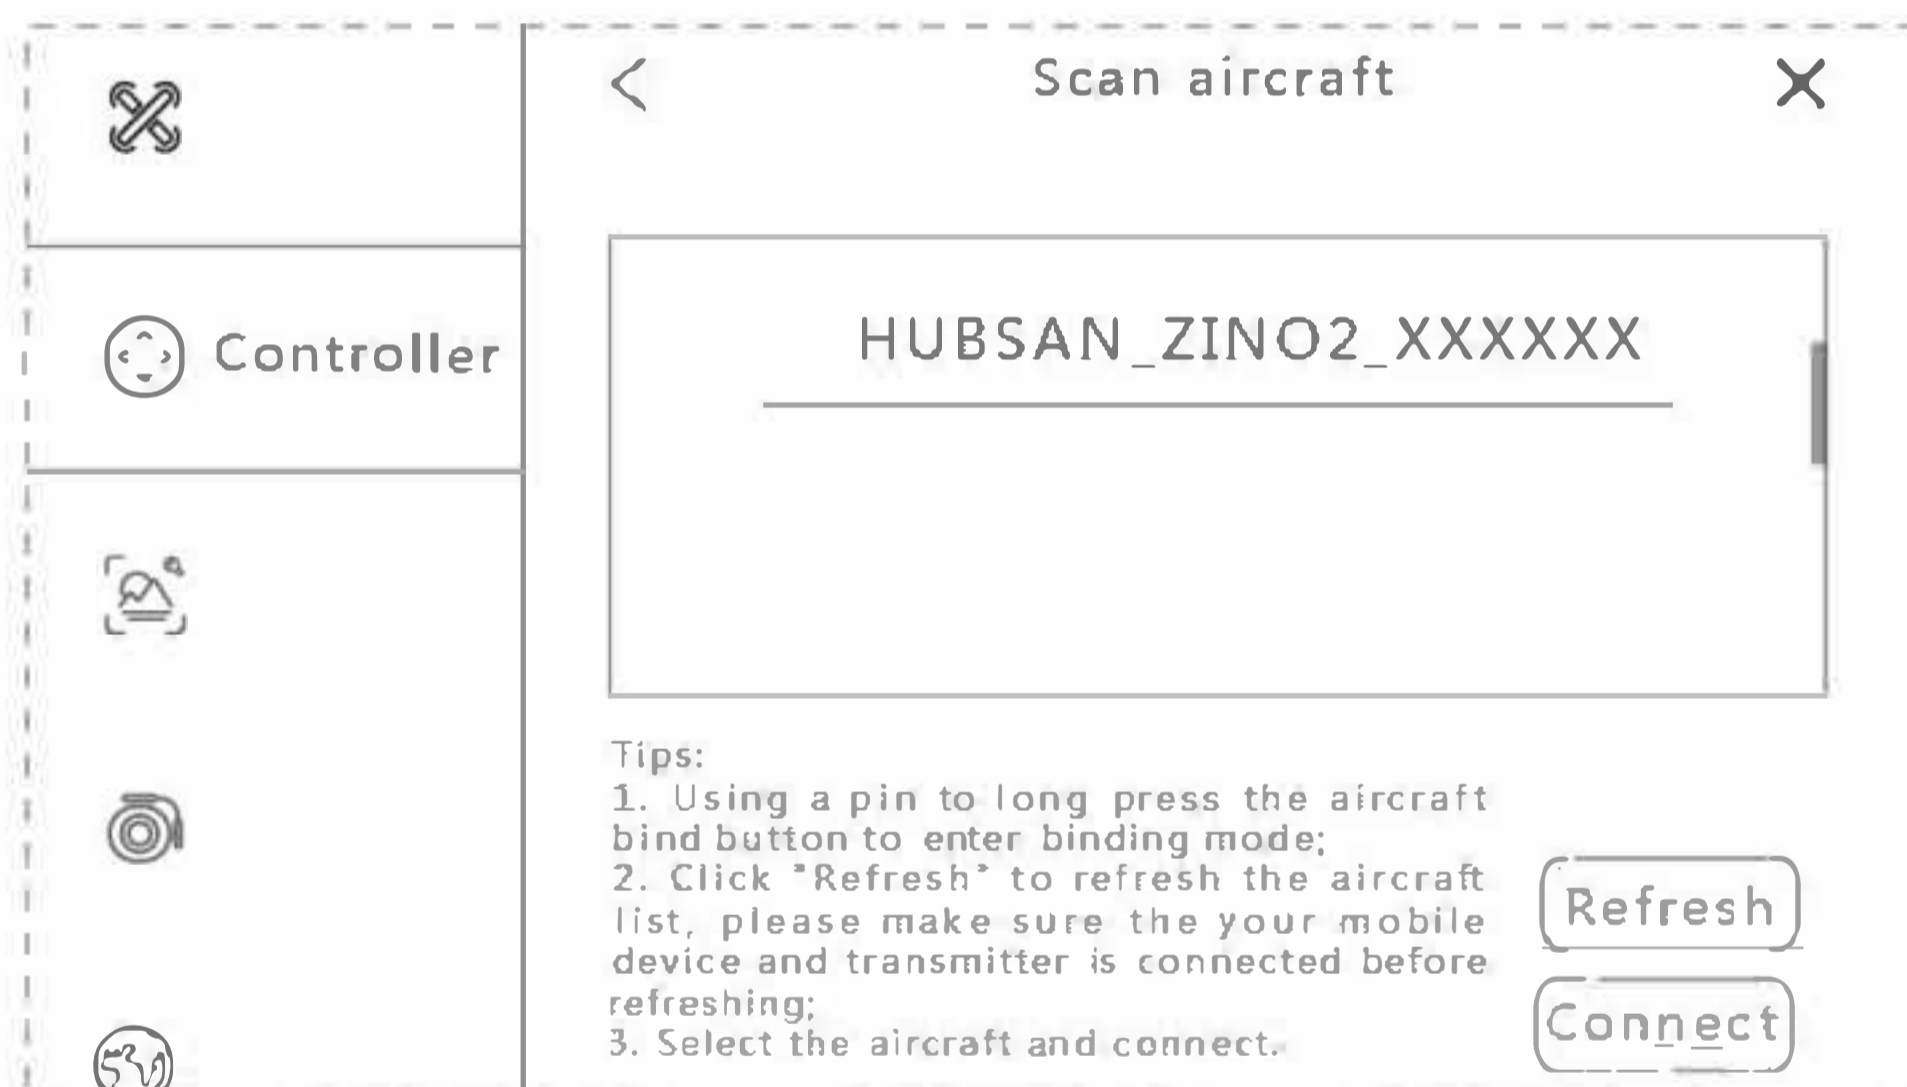 Scan aircraft
Controller
HUBSAN_ZINO2_XXXXXX
Tips:
1. Using a pin to long press the aircraft
bind button to enter binding mode;
2. Click "Refresh" to refresh the aircraft
list, please make sure the your mobile
device and transmitter is connected before
refreshing;
3. Select the aircraft and connect.
Refresh
Connect